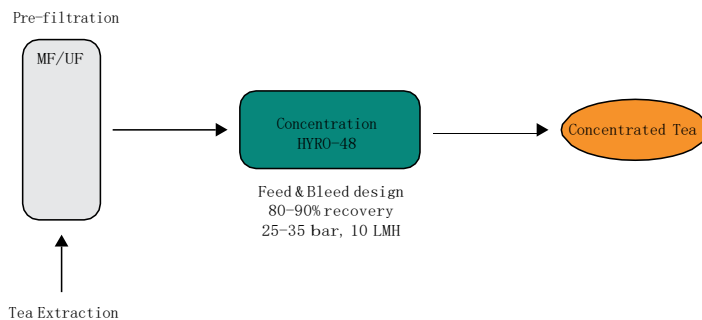 Pre-filtration
MF/UF
Concentration
HYRO-48
Concentrated Tea
Feed & Bleed design
80-90% recovery
25-35 bar, 10 LMH
Tea Extraction